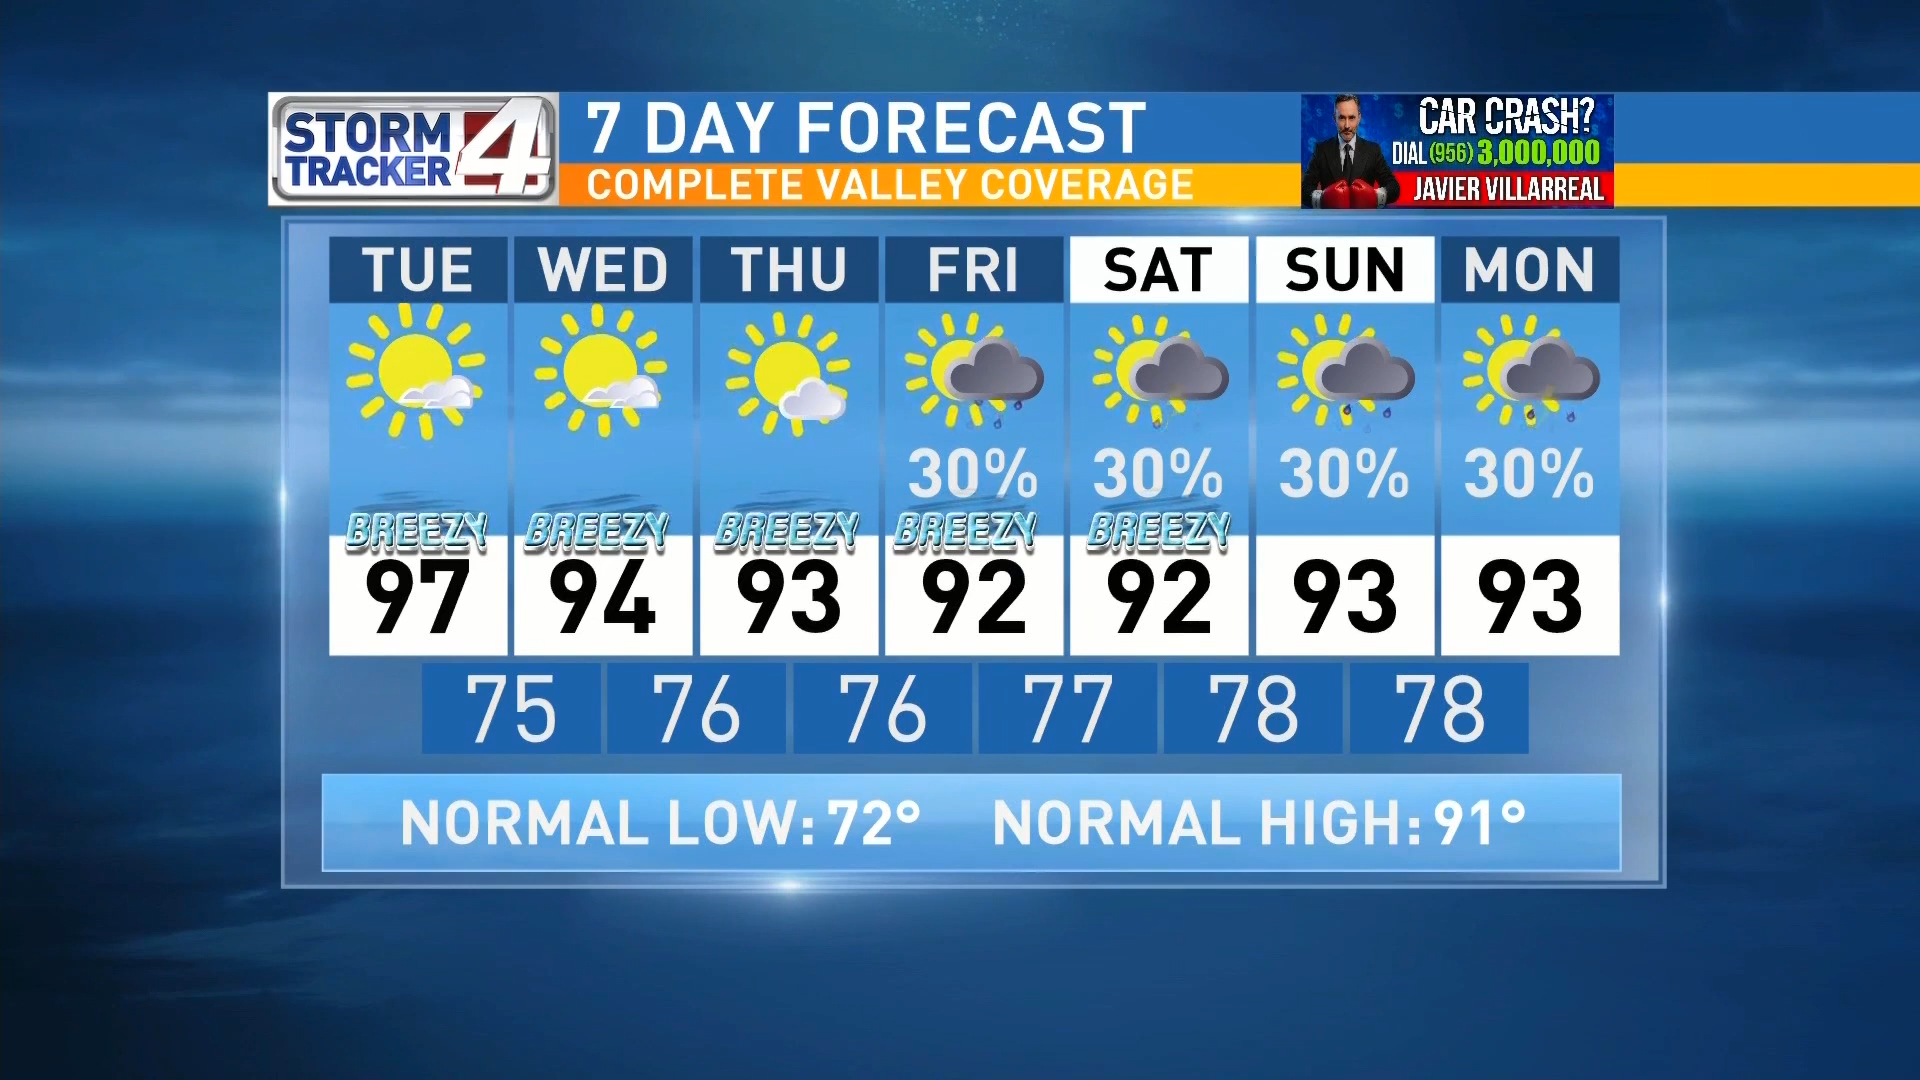 STORM
TRACKER 4
7 DAY FORECAST
COMPLETE VALLEY COVERAGE
CAR CRASH?
DIAL (956) 3,000,000
JAVIER VILLARREAL
TUE WED THU FRI SAT SUN MON
30% 30% 30% 30%
BREEZY BREEZY BREEZY BREEZY BREEZY
97 94 93 92 92 93 93
75 76 76 77 78 78
NORMAL LOW: 72° NORMAL HIGH: 91°